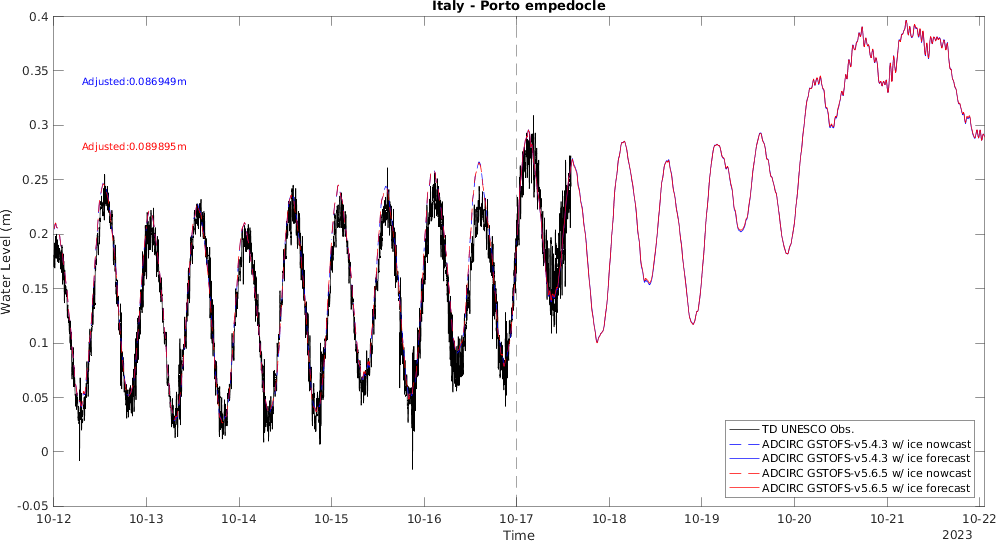 Italy - Porto empedocle
0.4
0.35
0.3
0.25
0.2
0.15
0.1
0.05
0
-0.05
Water Level (m)
Adjusted:0.086949m
Adjusted:0.089895m
TD UNESCO Obs.
ADCIRC GSTOFS-v5.4.3 w/ ice nowcast
ADCIRC GSTOFS-v5.4.3 w/ ice forecast
ADCIRC GSTOFS-v5.6.5 w/ ice nowcast
ADCIRC GSTOFS-v5.6.5 w/ ice forecast
10-12 10-13 10-14 10-15 10-16 10-17 10-18 10-19 10-20 10-21 10-22
Time
2023